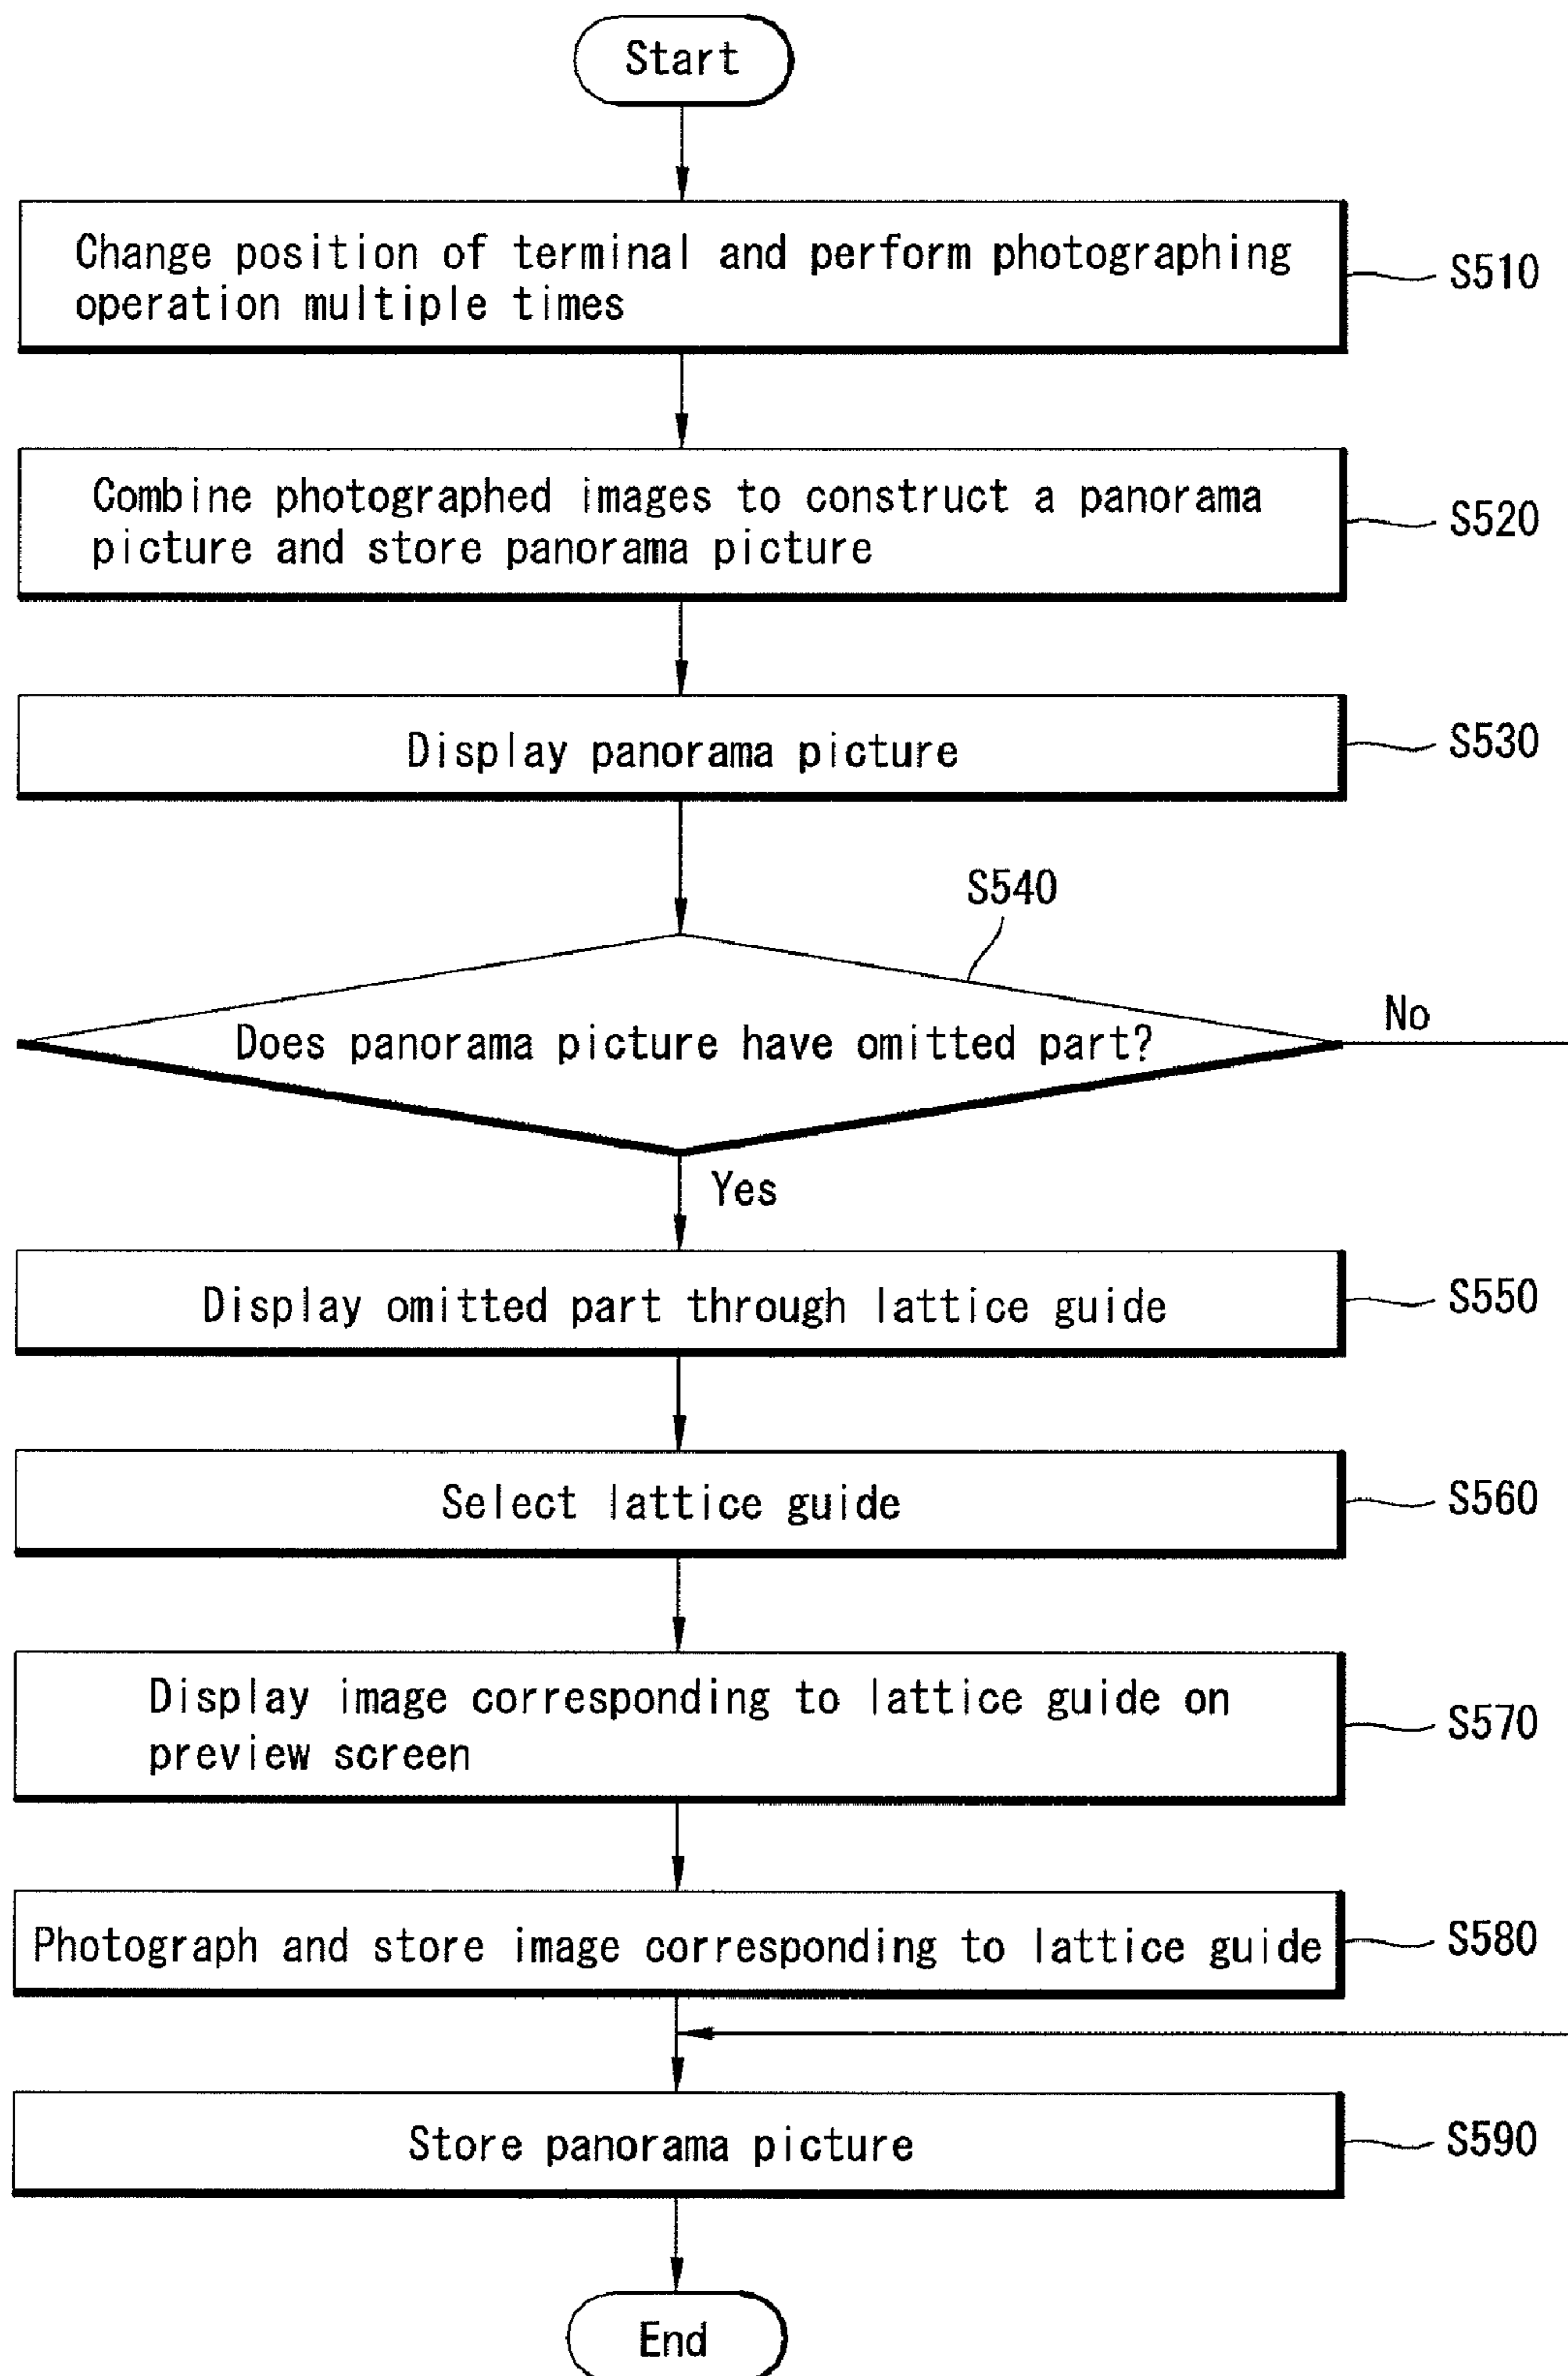 Start
Change position of terminal and perform photographing
operation multiple times
S510
Combine photographed images to construct a panorama
picture and store panorama picture
S520
Display panorama picture
S530
S540
Does panorama picture have omitted part?
No
Yes
Display omitted part through lattice guide
S550
Select lattice guide
S560
Display image corresponding to lattice guide on
preview screen
S570
Photograph and store image corresponding to lattice guide
S580
Store panorama picture
S590
End